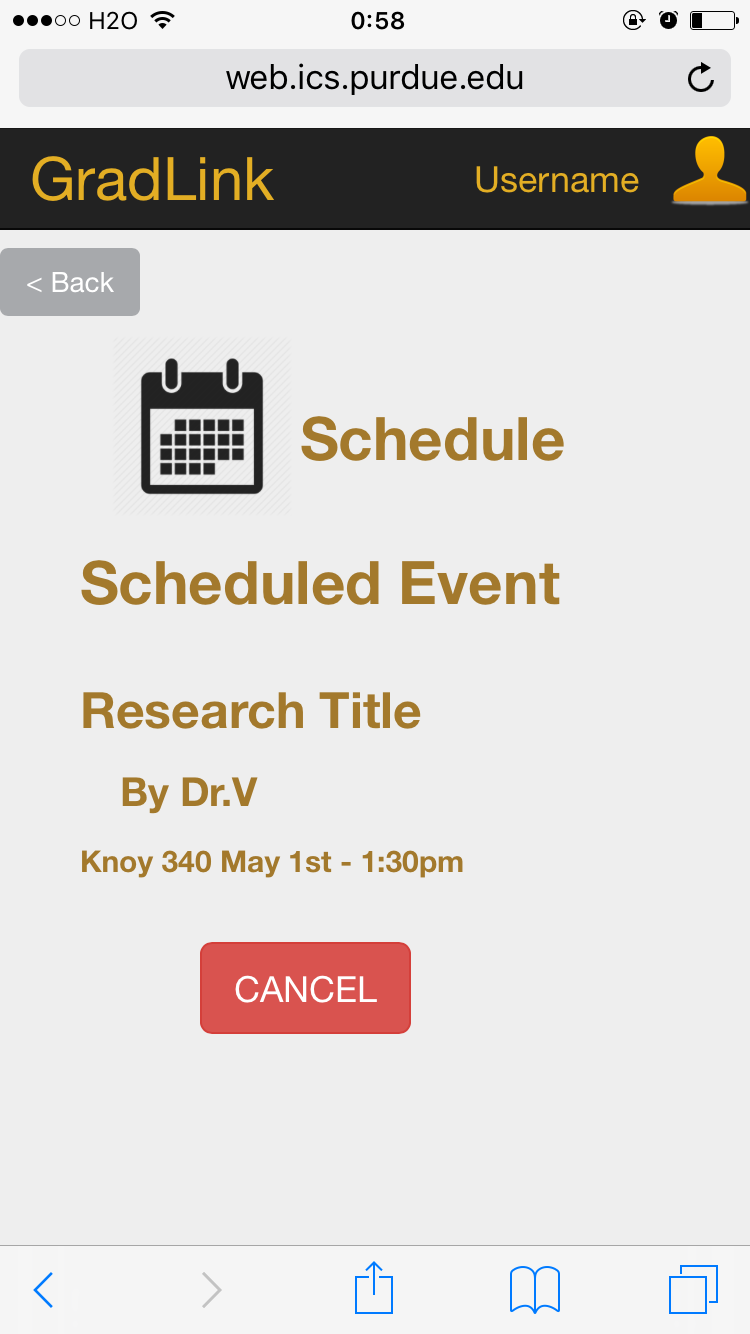 H2O 0:58
web.ics.purdue.edu
GradLink Username
< Back
Schedule
Scheduled Event
Research Title
By Dr.V
Knoy 340 May 1st - 1:30pm
CANCEL